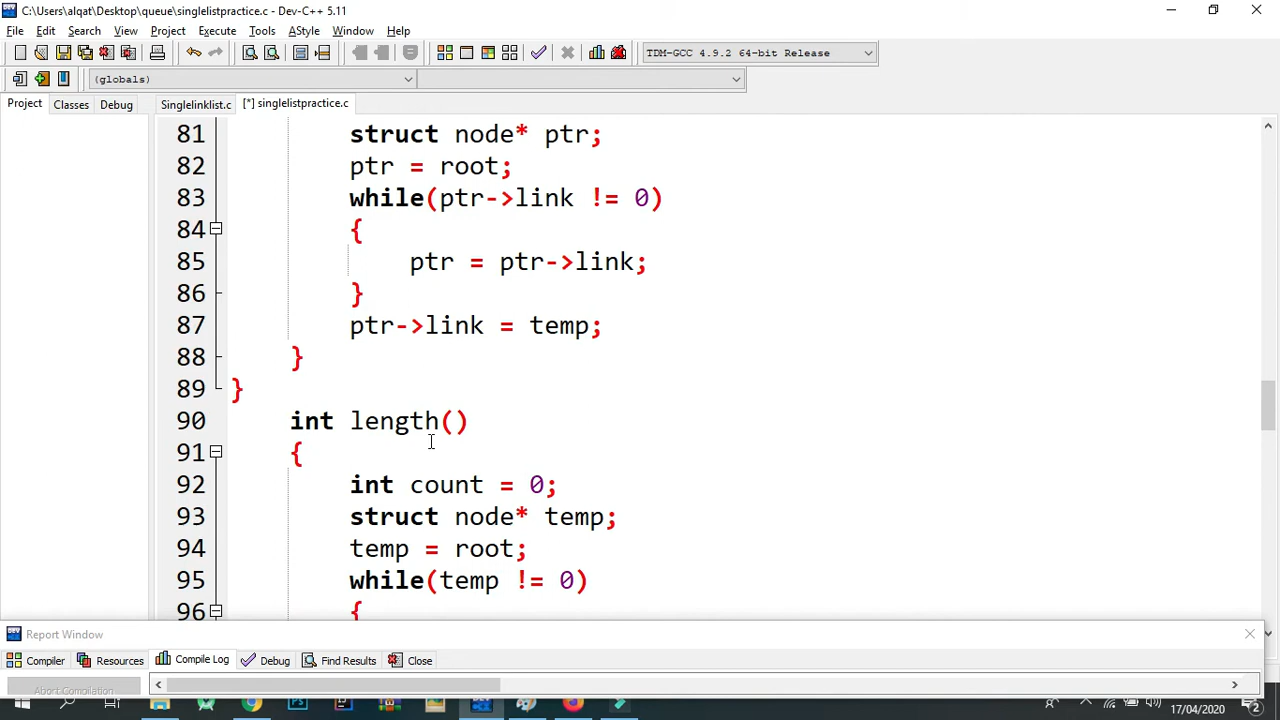 C:\Users\alqat\Desktop\queue\singlelistpractice.c - Dev-C++ 5.11
File Edit Search View Project Execute Tools AStyle Window Help
TDM-GCC 4.9.2 64-bit Release
(globals)
Project Classes Debug Singlelinklist.c [*] singlelistpractice.c
81 struct node* ptr;
82 ptr = root;
83 while(ptr->link != 0)
84 {
85 ptr = ptr->link;
86 }
87 ptr->link = temp;
88 }
89 }
90 int length()
91 {
92 int count = 0;
93 struct node* temp;
94 temp = root;
95 while(temp != 0)
96 {
Report Window
Compiler Resources Compile Log Debug Find Results Close
Abort Compilation
17/04/2020
2